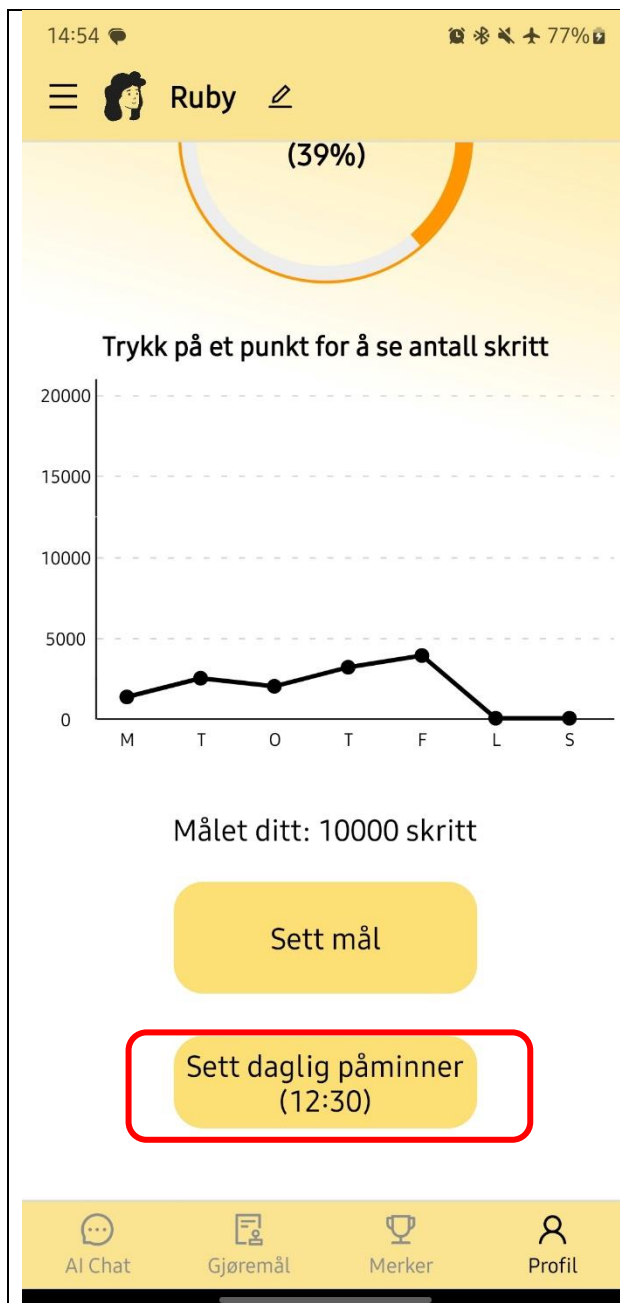 14:54 77%
Ruby
(39%)
Trykk på et punkt for å se antall skritt
20000
15000
10000
5000
0
M T O T F L S
Målet ditt: 10000 skritt
Sett mål
Sett daglig påminner
(12:30)
AI Chat Gjøremål Merker Profil